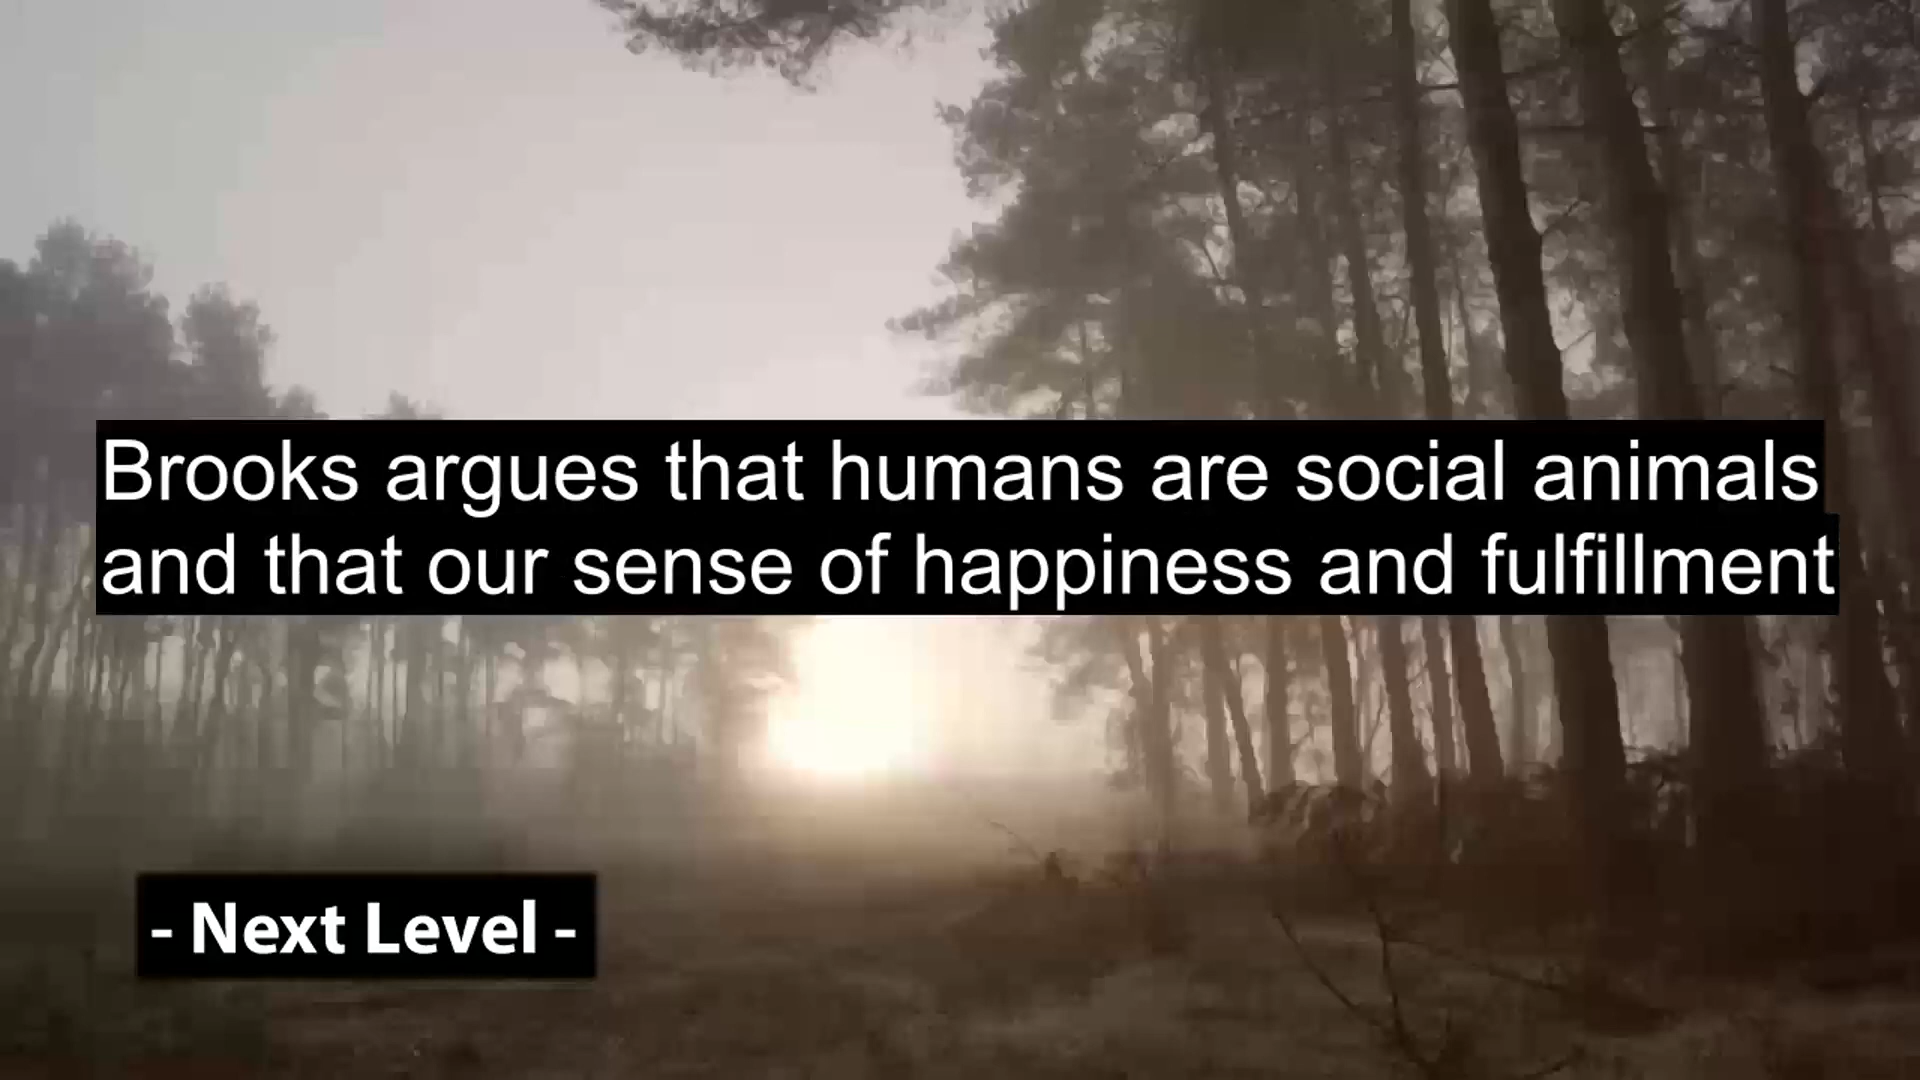 Brooks argues that humans are social animals
and that our sense of happiness and fulfillment
- Next Level -